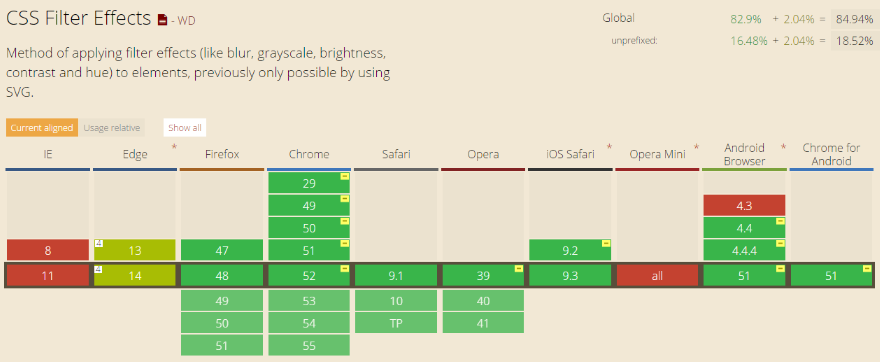 CSS Filter Effects - WD
Global 82.9% + 2.04% = 84.94%
unprefixed: 16.48% + 2.04% = 18.52%
Method of applying filter effects (like blur, grayscale, brightness,
contrast and hue) to elements, previously only possible by using
SVG.
Current aligned Usage relative Show all
IE Edge * Firefox Chrome Safari Opera iOS Safari * Opera Mini * Android Browser * Chrome for Android
29
49 4.3
50 4.4
8 4 13 47 51 9.2 4.4.4
11 4 14 48 52 9.1 39 9.3 all 51 51
49 53 10 40
50 54 TP 41
51 55